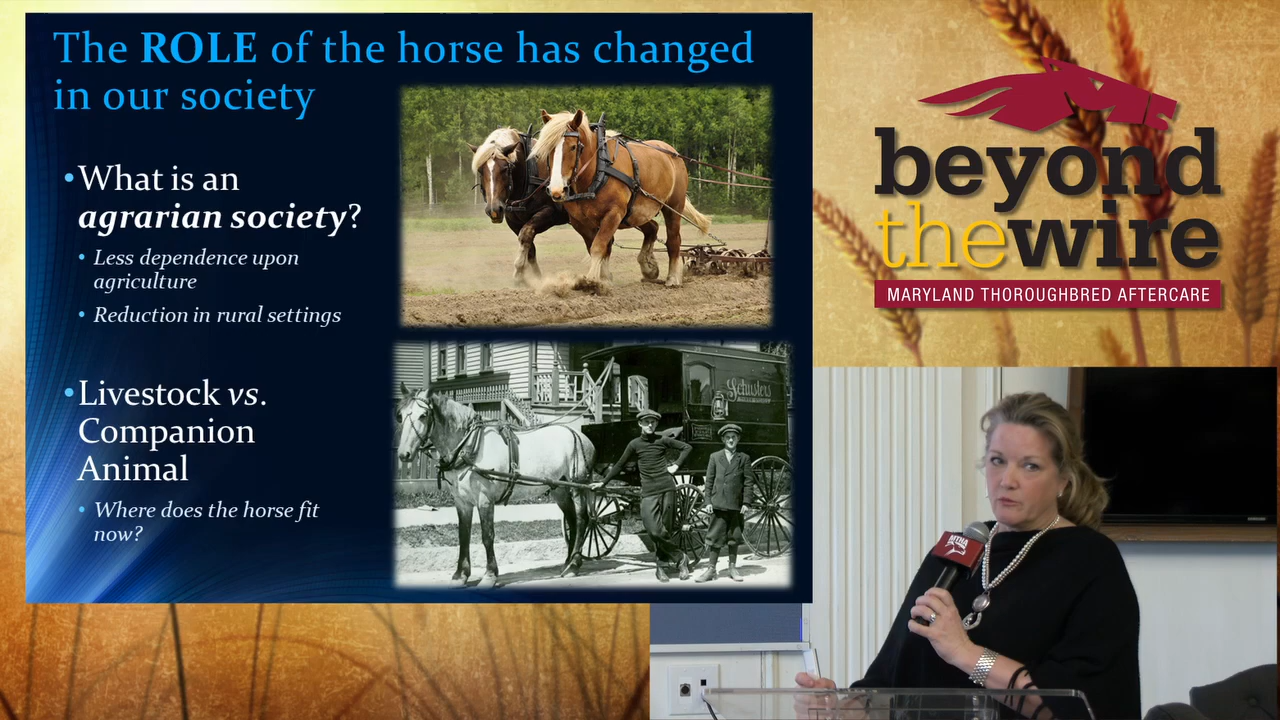 The ROLE of the horse has changed
in our society
•What is an
agrarian society?
• Less dependence upon
agriculture
• Reduction in rural settings
•Livestock vs.
Companion
Animal
• Where does the horse fit
now?
Schusters
beyond
thewire
MARYLAND THOROUGHBRED AFTERCARE
MTHA